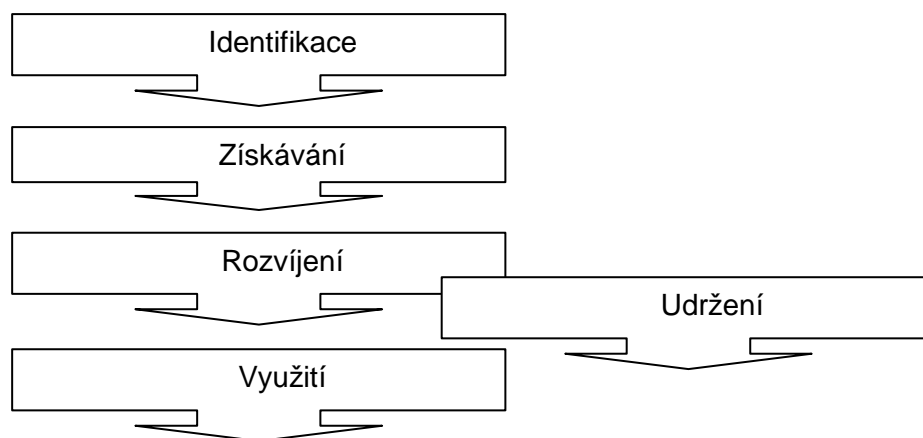 Identifikace
Získávání
Rozvíjení
Udržení
Využití